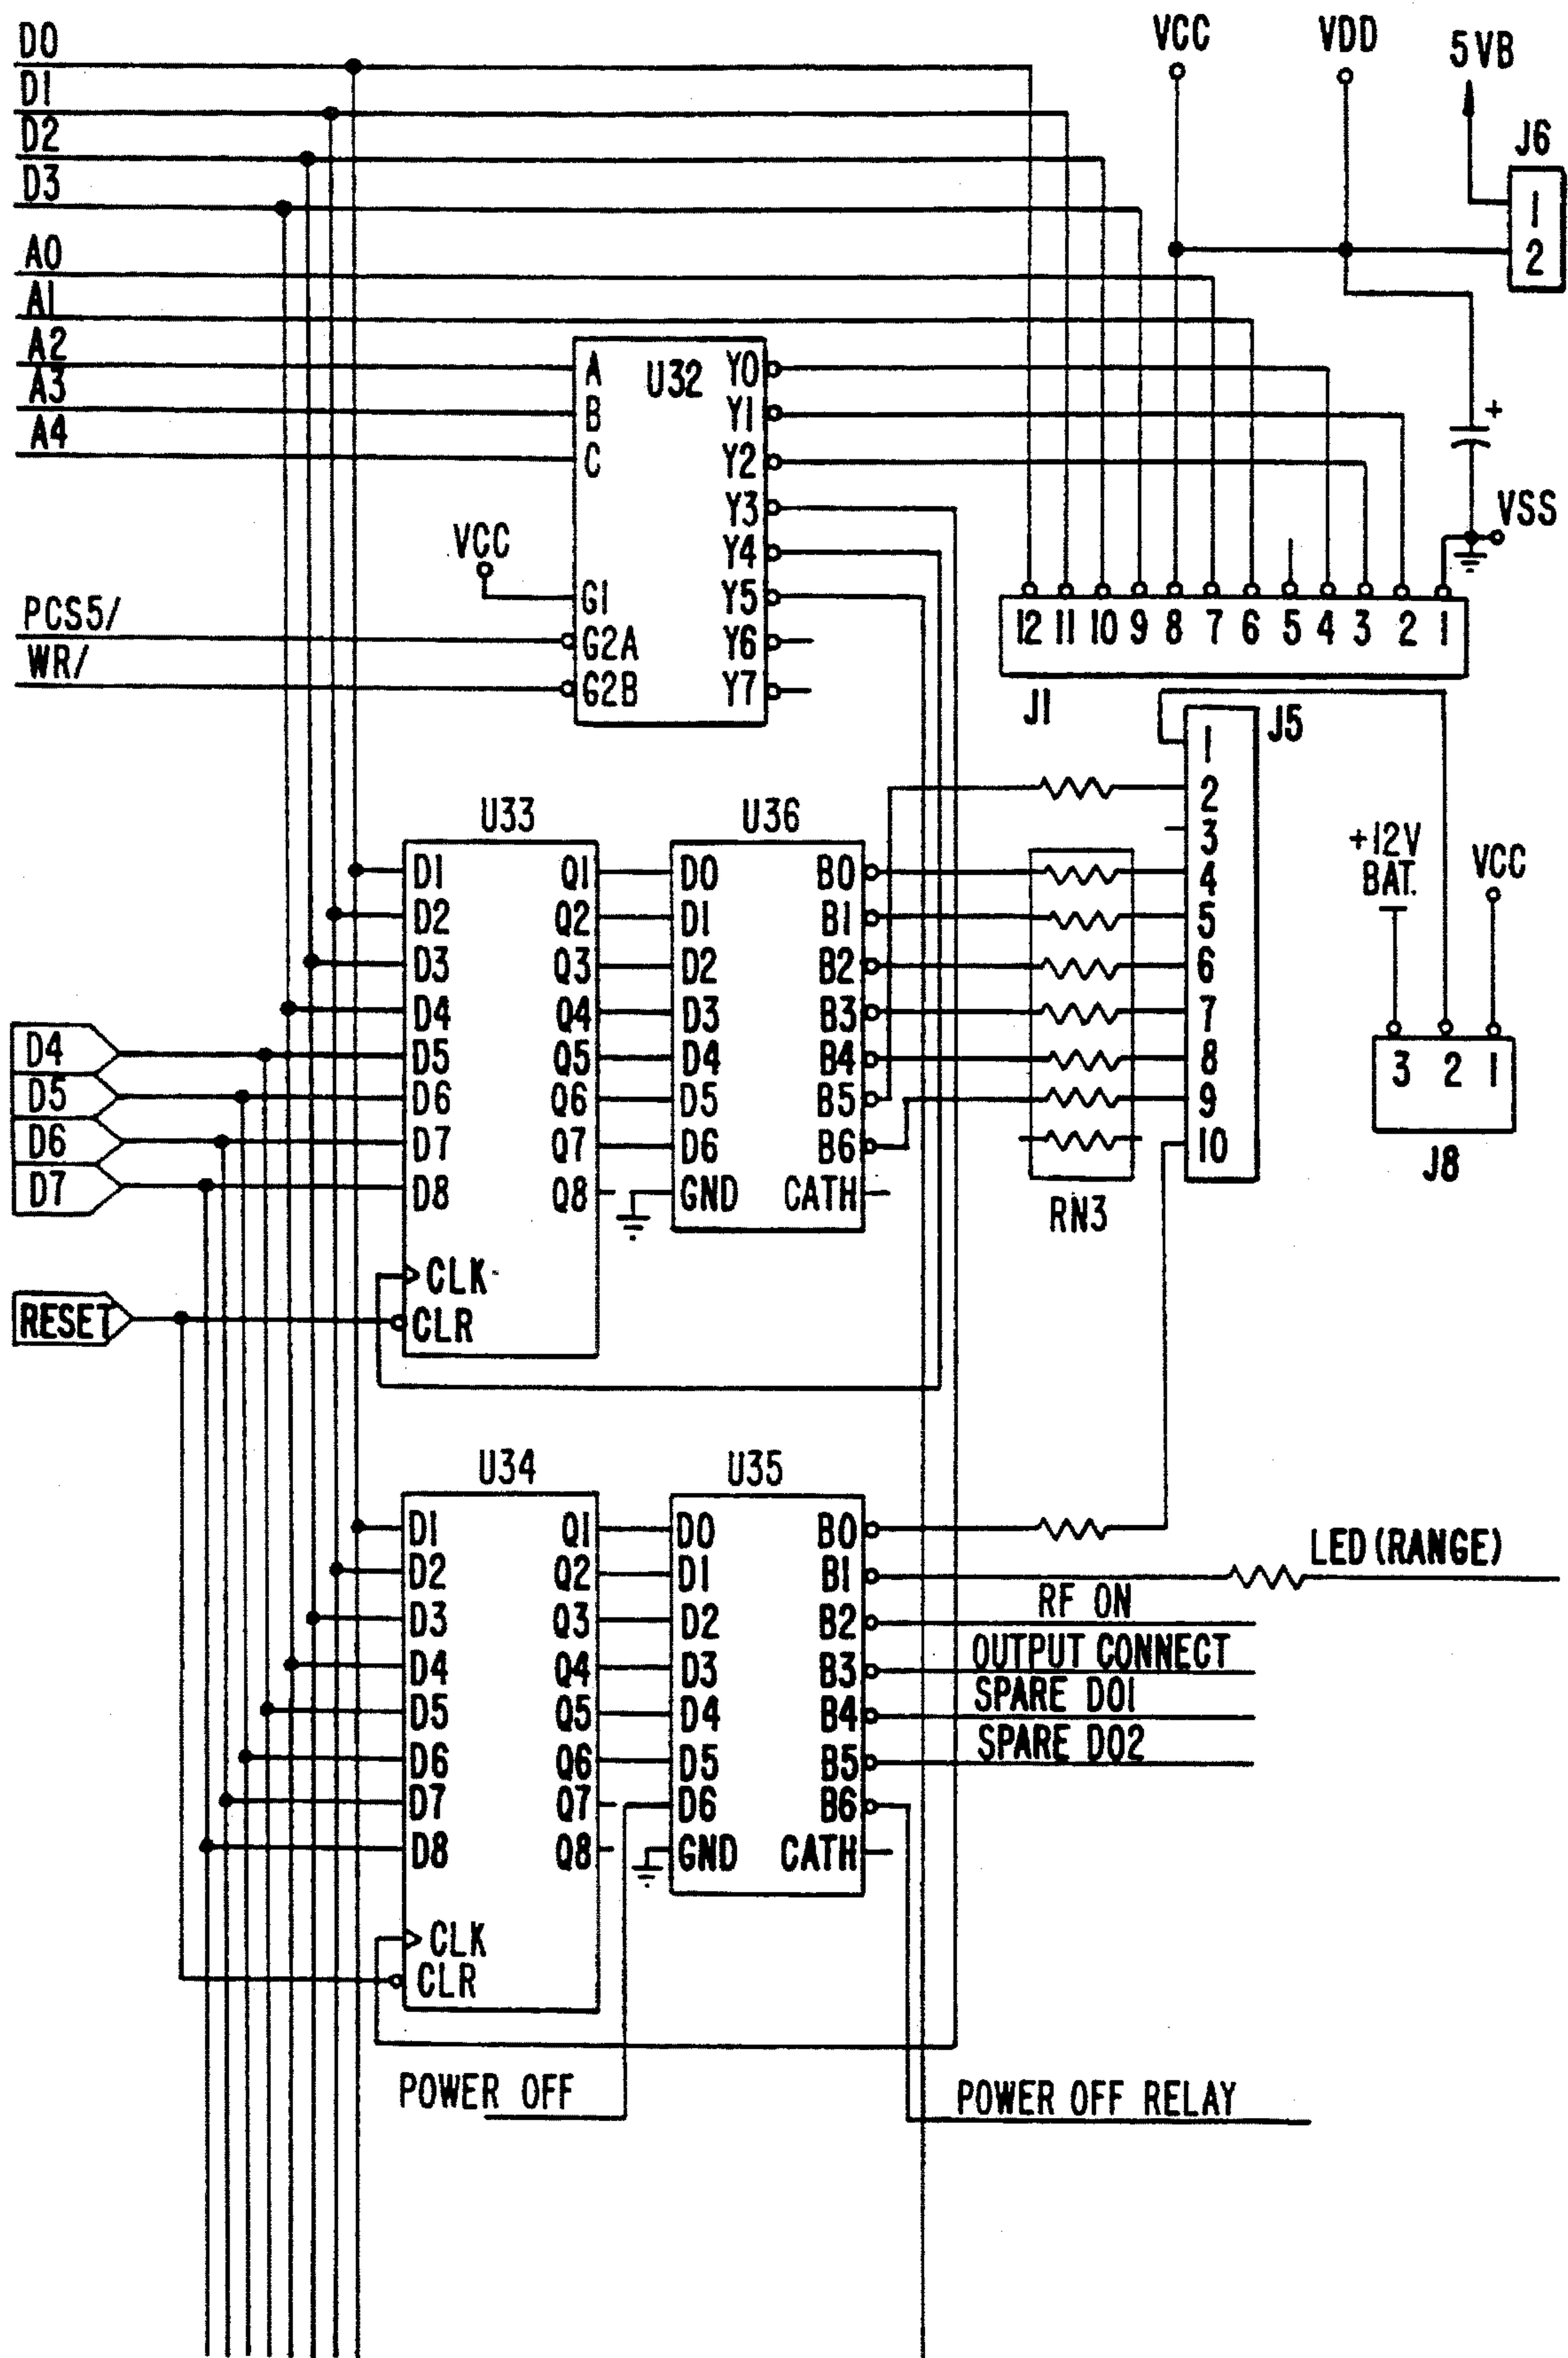 D0
D1
D2
D3
A0
A1
A2
A3
A4
VCC
VDD
5VB
J6
1
2
VSS
+
U32
A
B
C
G1
G2A
G2B
Y0
Y1
Y2
Y3
Y4
Y5
Y6
Y7
VCC
PCS5/
WR/
12 11 10 9 8 7 6 5 4 3 2 1
J1
J5
1
2
3
4
5
6
7
8
9
10
RN3
+12V
BAT.
VCC
3 2 1
J8
U33
D1 Q1
D2 Q2
D3 Q3
D4 Q4
D5 Q5
D6 Q6
D7 Q7
D8 Q8
CLK
CLR
U36
D0 B0
D1 B1
D2 B2
D3 B3
D4 B4
D5 B5
D6 B6
GND CATH
D4
D5
D6
D7
RESET
U34
D1 Q1
D2 Q2
D3 Q3
D4 Q4
D5 Q5
D6 Q6
D7 Q7
D8 Q8
CLK
CLR
U35
D0 B0
D1 B1
D2 B2
D3 B3
D4 B4
D5 B5
D6 B6
GND CATH
LED (RANGE)
RF ON
OUTPUT CONNECT
SPARE DO1
SPARE DO2
POWER OFF
POWER OFF RELAY